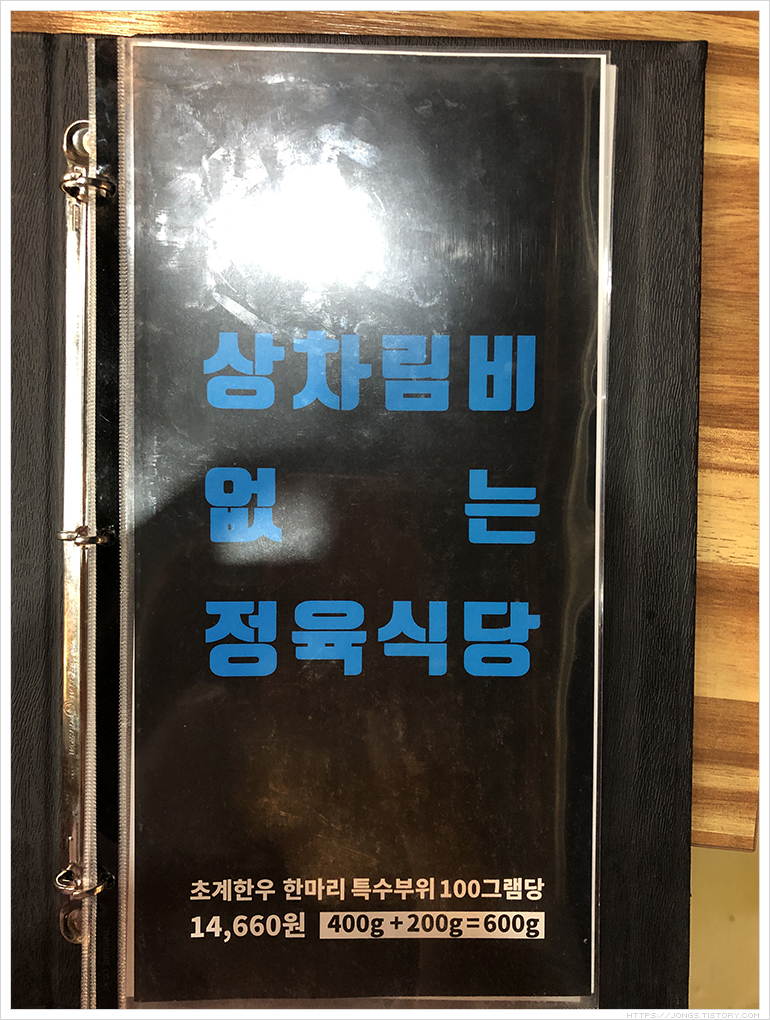 상차림비
없는
정육식당
초계한우 한마리 특수부위 100그램당
14,660원 400g+200g=600g
HTTPS://JONGS.TISTORY.COM